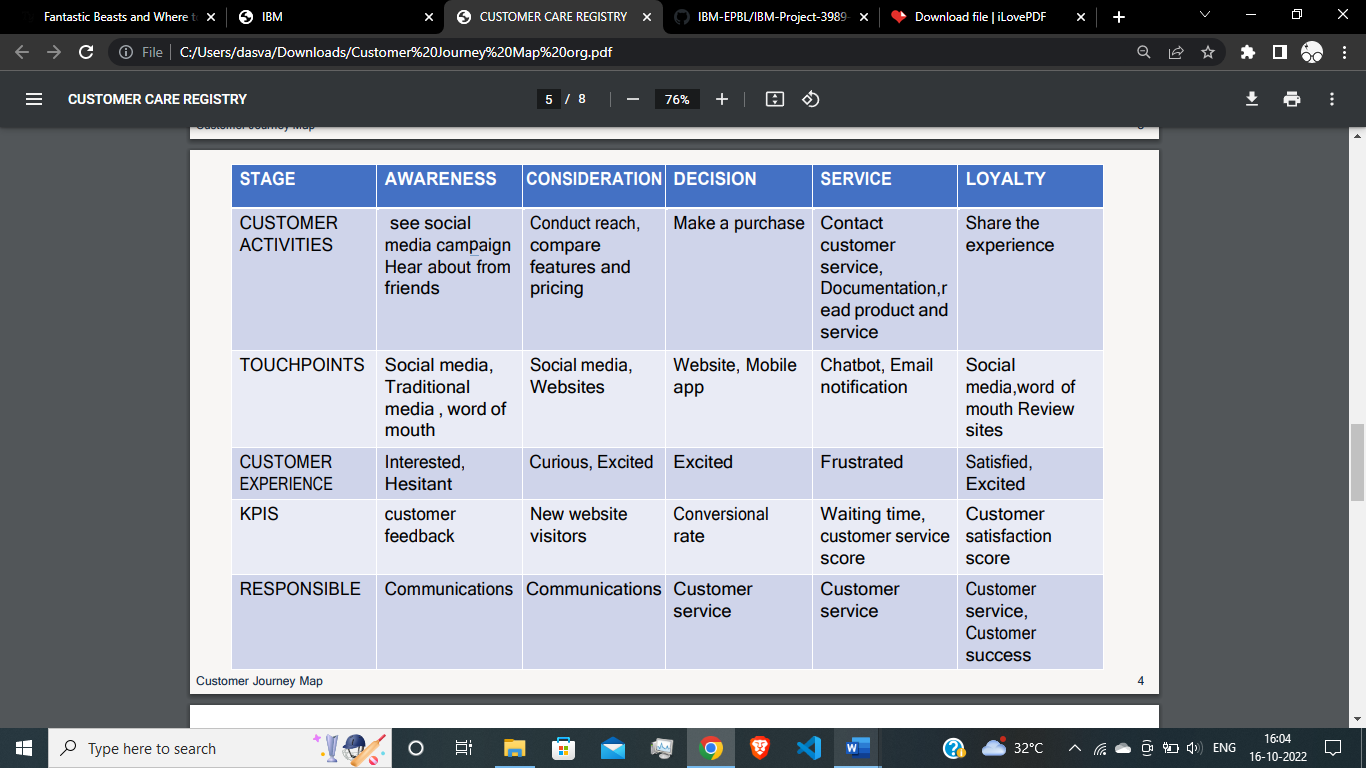 Fantastic Beasts and Where t
IBM
CUSTOMER CARE REGISTRY
IBM-EPBL/IBM-Project-3989
Download file | iLovePDF
File
C:/Users/dasva/Downloads/Customer%20Journey%20Map%20org.pdf
CUSTOMER CARE REGISTRY
5 / 8
76%
Customer Journey Map
STAGE
AWARENESS
CONSIDERATION
DECISION
SERVICE
LOYALTY
CUSTOMER
ACTIVITIES
see social
media campaign
Hear about from
friends
Conduct reach,
compare
features and
pricing
Make a purchase
Contact
customer
service,
Documentation,r
ead product and
service
Share the
experience
TOUCHPOINTS
Social media,
Traditional
media , word of
mouth
Social media,
Websites
Website, Mobile
app
Chatbot, Email
notification
Social
media,word of
mouth Review
sites
CUSTOMER
EXPERIENCE
Interested,
Hesitant
Curious, Excited
Excited
Frustrated
Satisfied,
Excited
KPIS
customer
feedback
New website
visitors
Conversional
rate
Waiting time,
customer service
score
Customer
satisfaction
score
RESPONSIBLE
Communications
Communications
Customer
service
Customer
service
Customer
service,
Customer
success
Customer Journey Map
4
Type here to search
32°C
ENG
16:04
16-10-2022